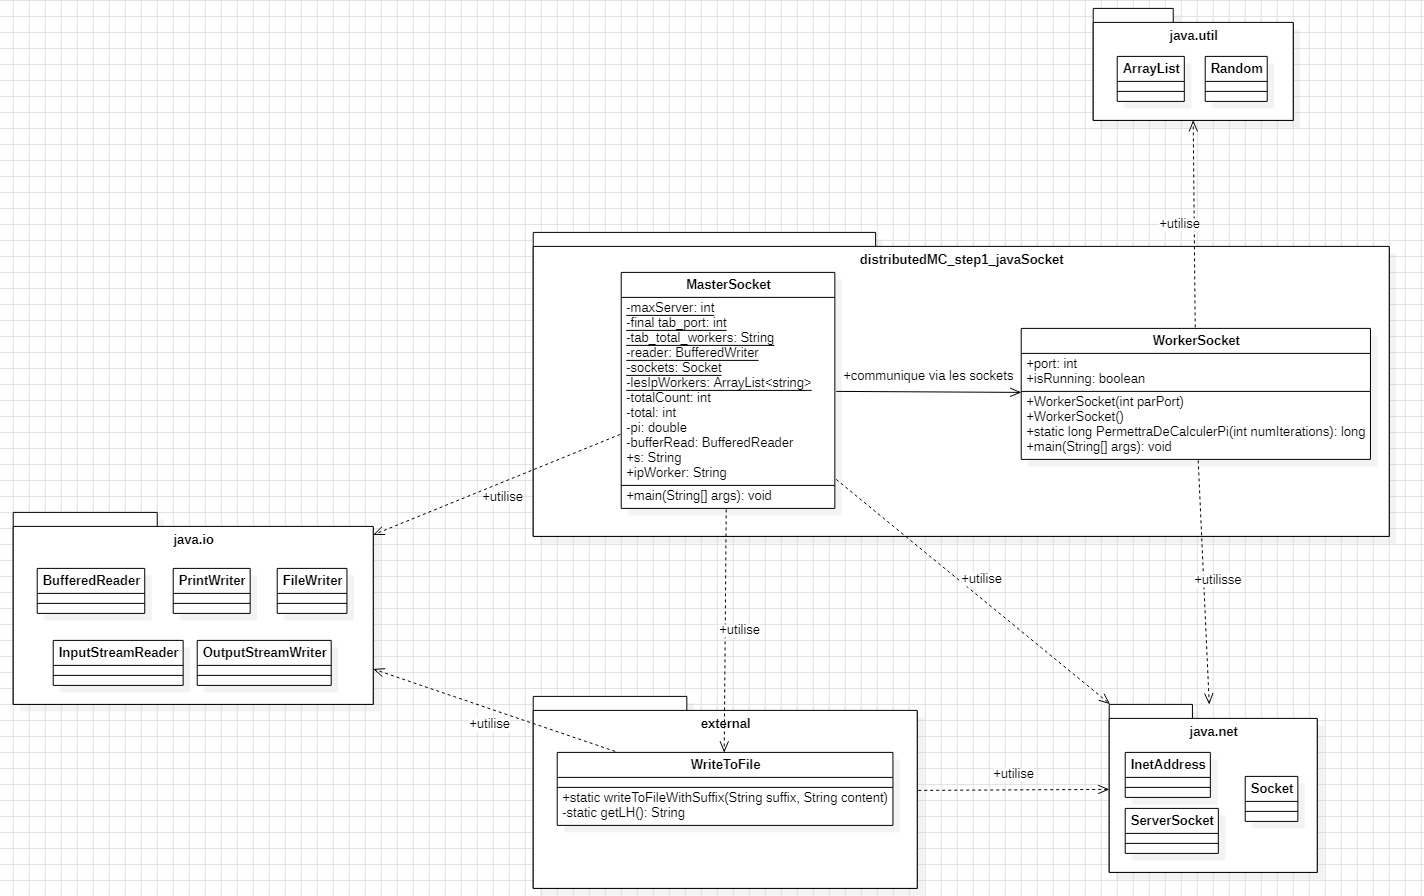 java.util
ArrayList
Random
+utilise
distributedMC_step1_javaSocket
MasterSocket
-maxServer: int
-final tab_port: int
-tab_total_workers: String
-reader: BufferedWriter
-sockets: Socket
-lesIpWorkers: ArrayList<string>
-totalCount: int
-total: int
-pi: double
-bufferRead: BufferedReader
+s: String
+ipWorker: String
+main(String[] args): void
+communique via les sockets
WorkerSocket
+port: int
+isRunning: boolean
+WorkerSocket(int parPort)
+WorkerSocket()
+static long PermettraDeCalculerPi(int numIterations): long
+main(String[] args): void
+utilise
java.io
BufferedReader
PrintWriter
FileWriter
InputStreamReader
OutputStreamWriter
+utilise
+utilisse
+utilise
+utilise
external
WriteToFile
+static writeToFileWithSuffix(String suffix, String content)
-static getLH(): String
+utilise
java.net
InetAddress
Socket
ServerSocket